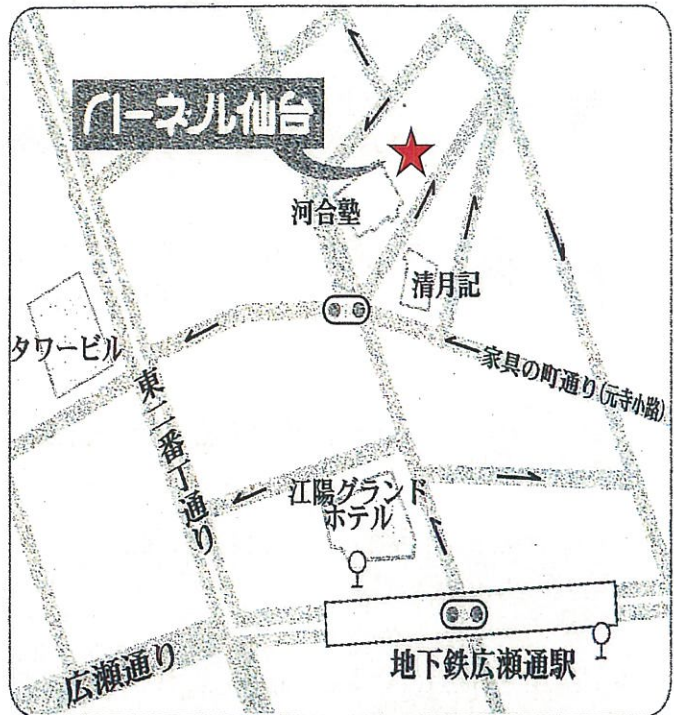 ハーネル仙台
河合塾
清月記
タワービル
家具の町通り(元寺小路)
東二番丁通り
江陽グランド
ホテル
広瀬通り
地下鉄広瀬通駅